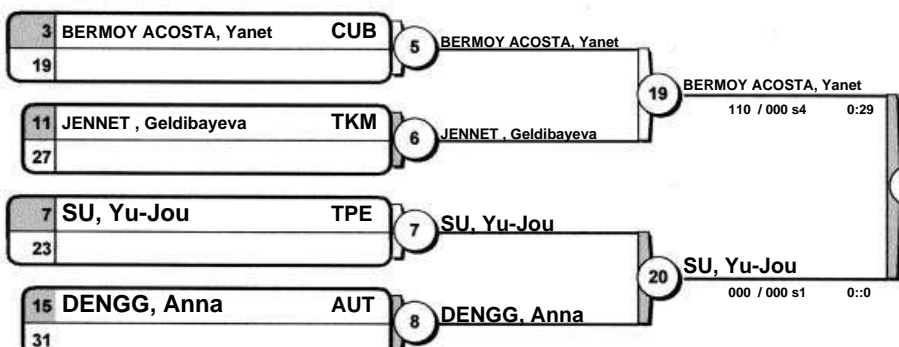 3 BERMOY ACOSTA, Yanet CUB
19
5 BERMOY ACOSTA, Yanet
11 JENNET , Geldibayeva TKM
27
6 JENNET , Geldibayeva
19 BERMOY ACOSTA, Yanet
110 / 000 s4 0:29
7 SU, Yu-Jou TPE
23
7 SU, Yu-Jou
15 DENGG, Anna AUT
31
8 DENGG, Anna
20 SU, Yu-Jou
000 / 000 s1 0::0